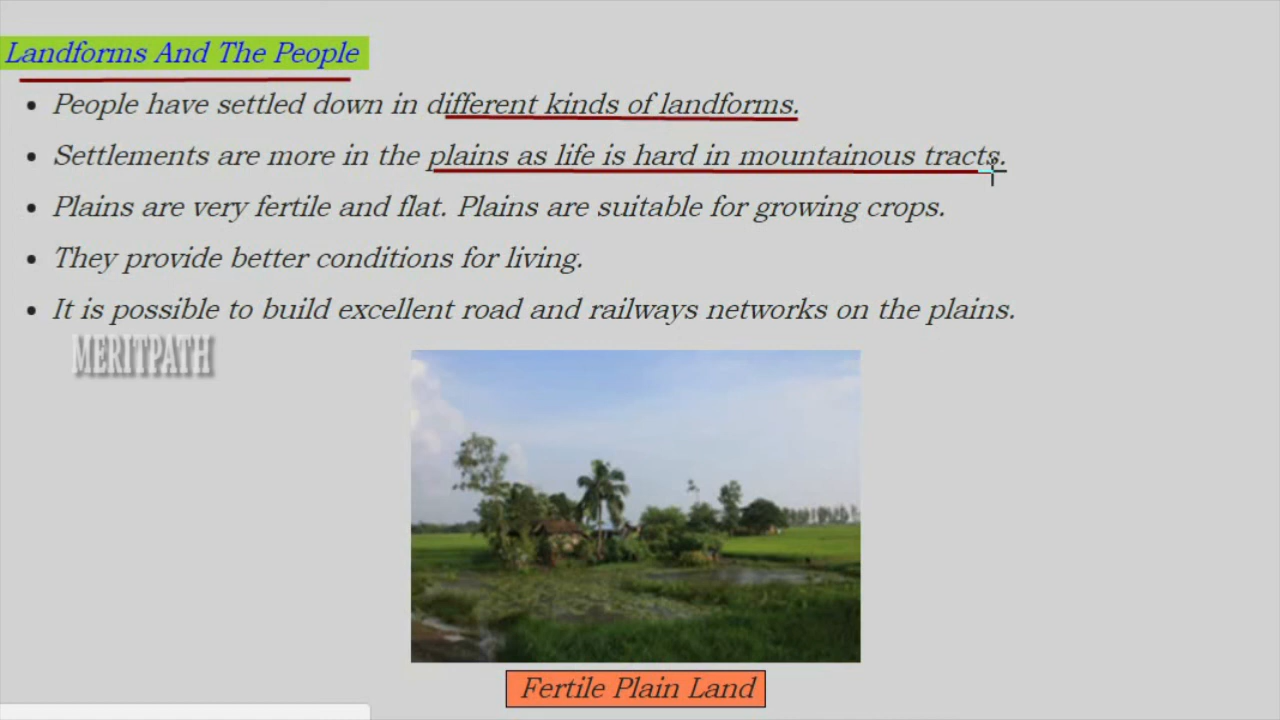 Landforms And The People
• People have settled down in different kinds of landforms.
• Settlements are more in the plains as life is hard in mountainous tracts.
• Plains are very fertile and flat. Plains are suitable for growing crops.
• They provide better conditions for living.
• It is possible to build excellent road and railways networks on the plains.
MERITPATH
Fertile Plain Land